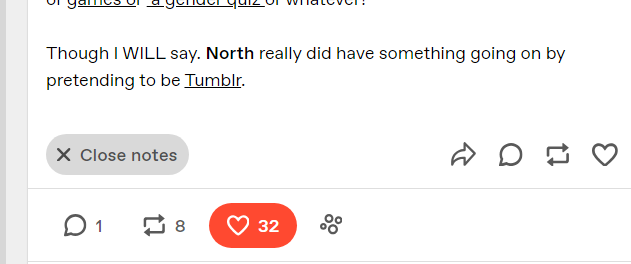 or games or a gender quiz or whatever?
Though I WILL say. North really did have something going on by
pretending to be Tumblr.
Close notes
1
8
32